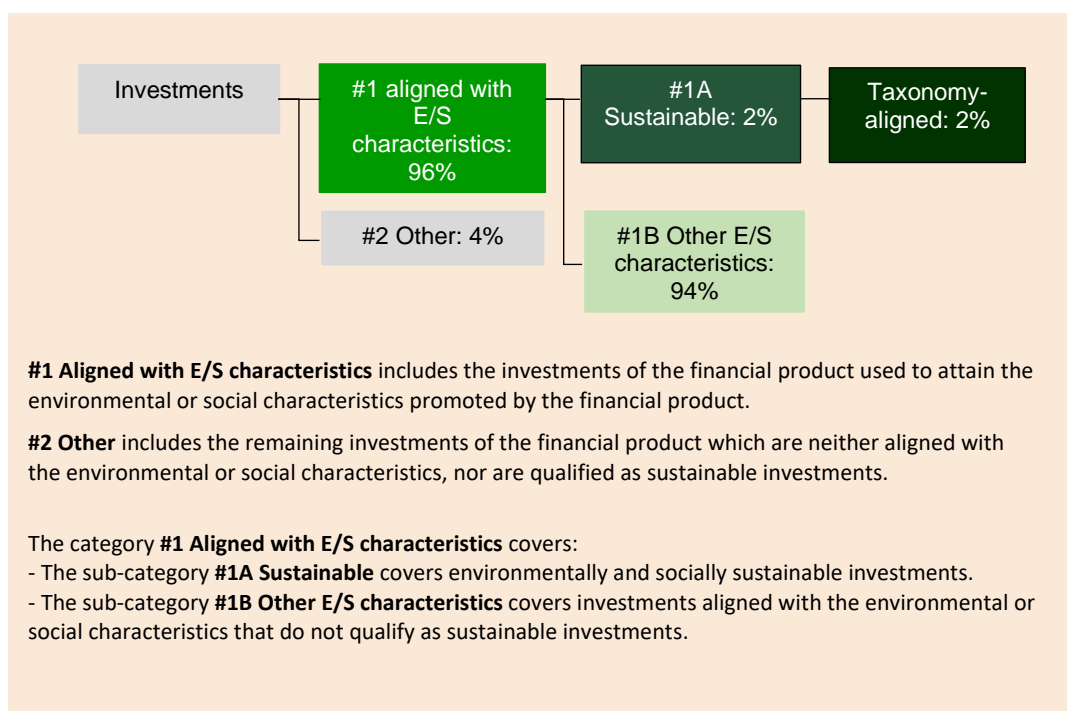 Investments
#1 aligned with
E/S
characteristics:
96%
#1A
Sustainable: 2%
Taxonomy-
aligned: 2%
#2 Other: 4%
#1B Other E/S
characteristics:
94%
#1 Aligned with E/S characteristics includes the investments of the financial product used to attain the
environmental or social characteristics promoted by the financial product.
#2 Other includes the remaining investments of the financial product which are neither aligned with
the environmental or social characteristics, nor are qualified as sustainable investments.
The category #1 Aligned with E/S characteristics covers:
- The sub-category #1A Sustainable covers environmentally and socially sustainable investments.
- The sub-category #1B Other E/S characteristics covers investments aligned with the environmental or
social characteristics that do not qualify as sustainable investments.